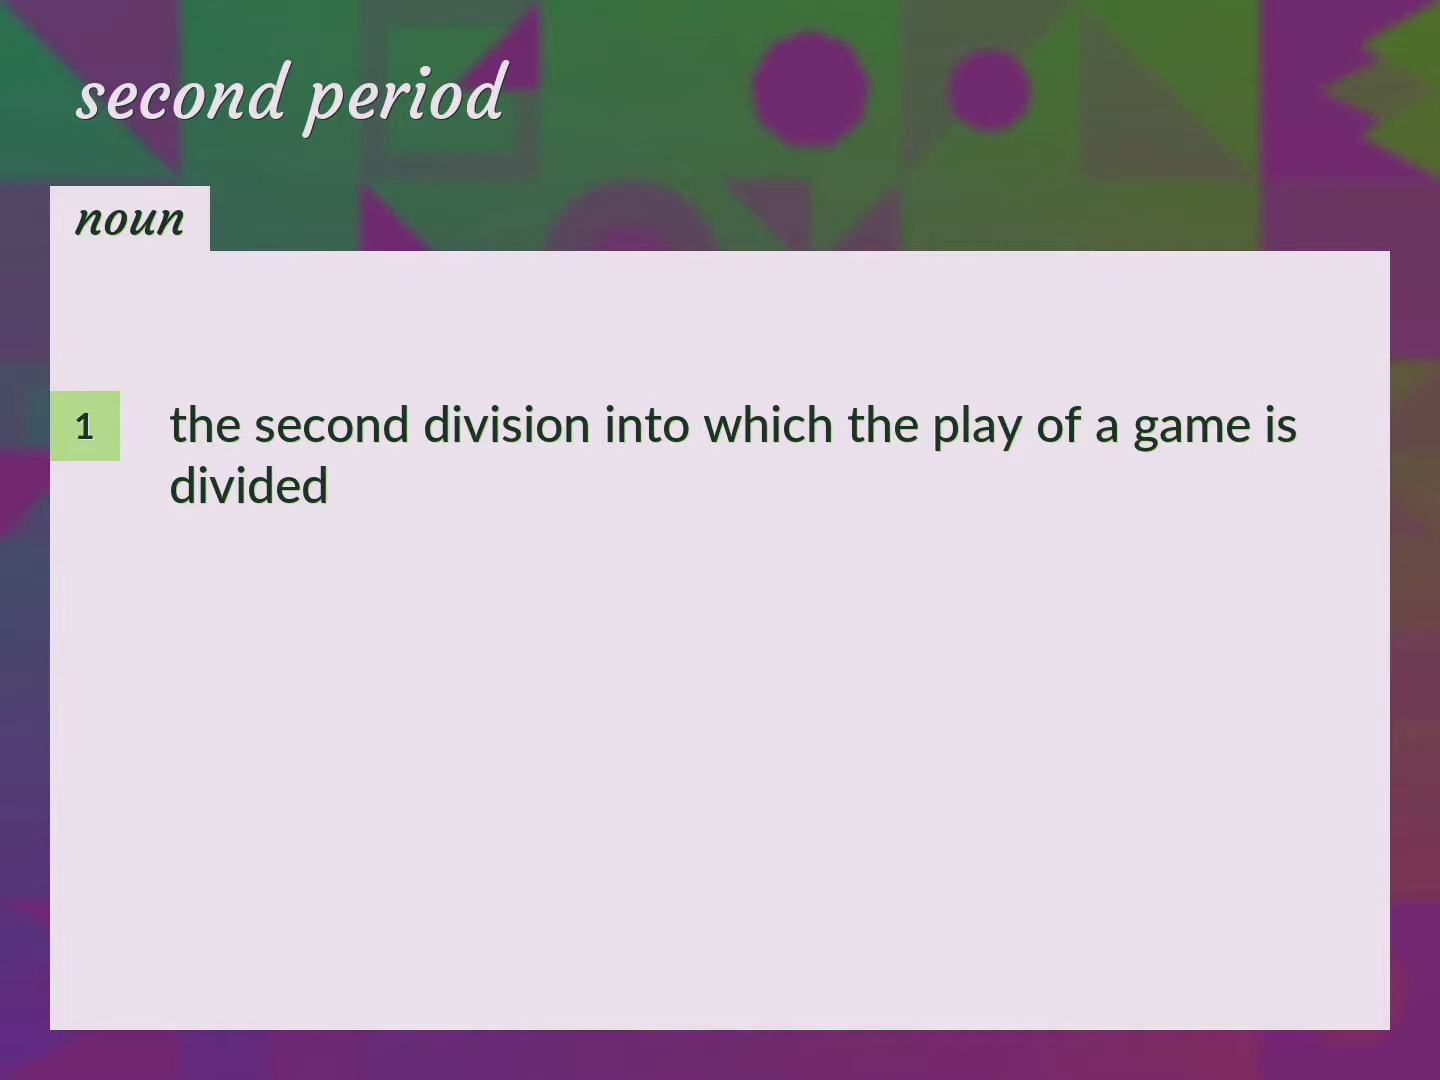 second period
noun
1
the second division into which the play of a game is
divided